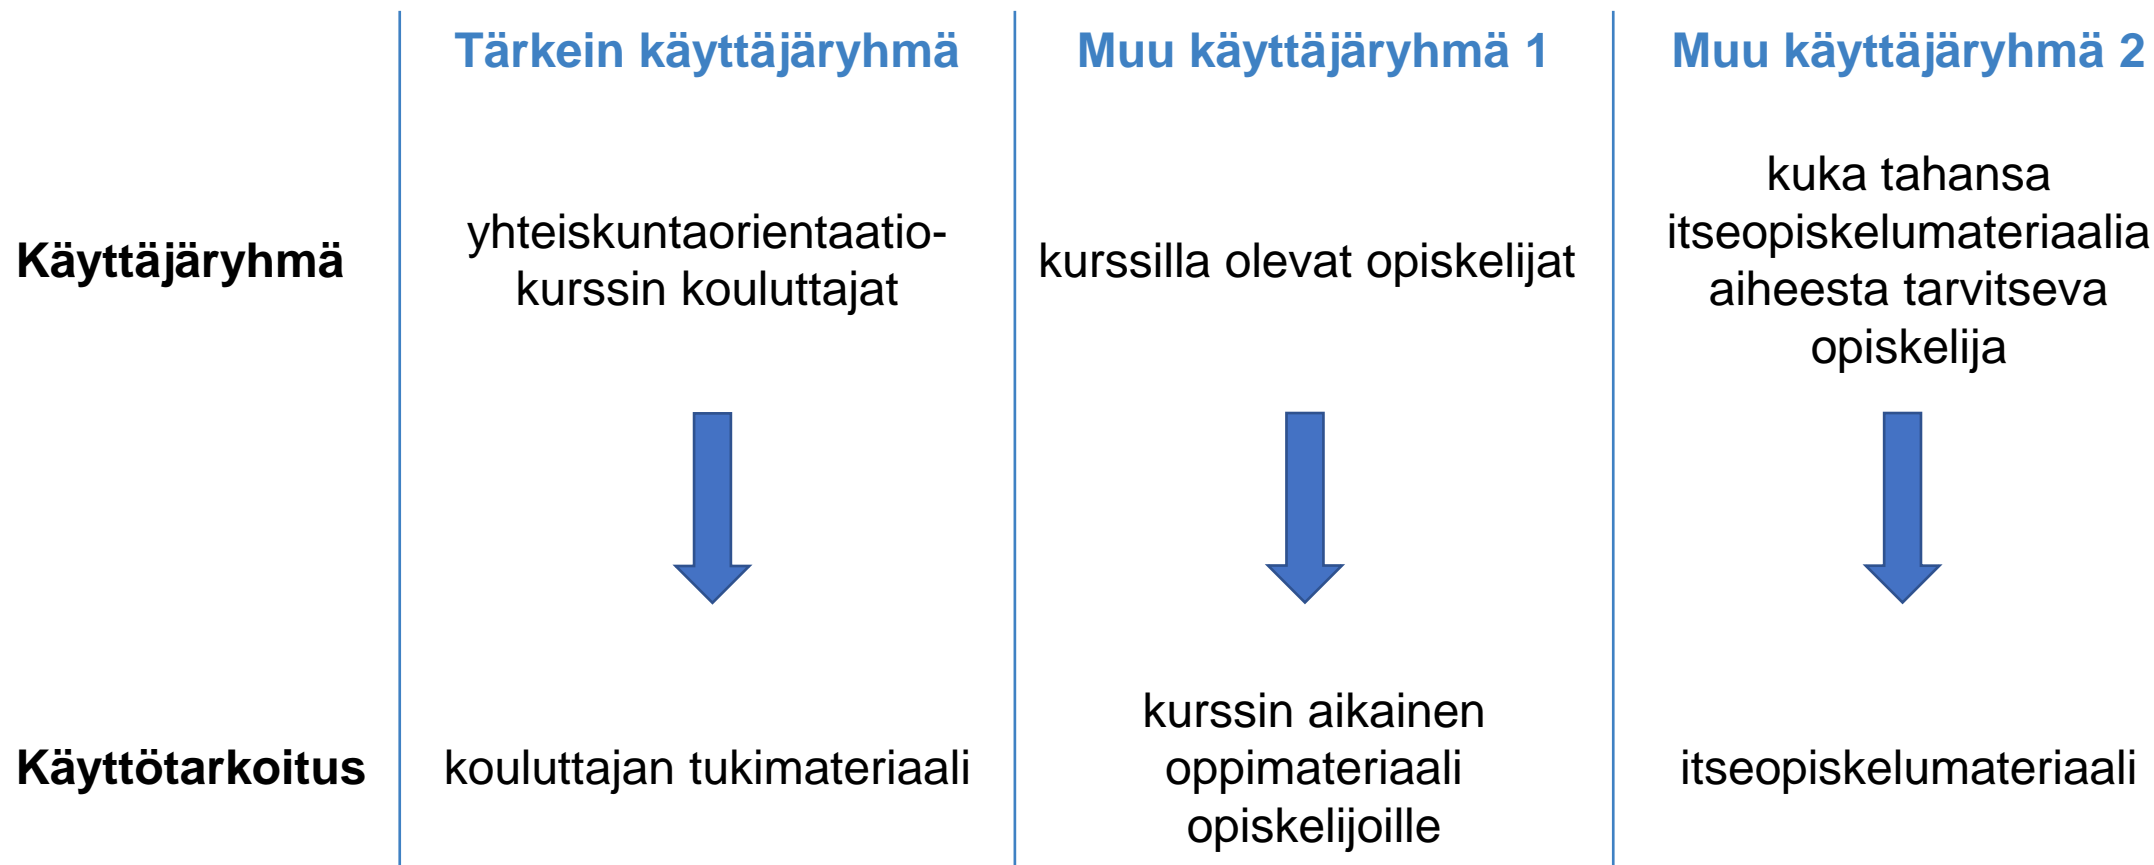 Tärkein käyttäjäryhmä
Muu käyttäjäryhmä 1
Muu käyttäjäryhmä 2
Käyttäjäryhmä
yhteiskuntaorientaatio-
kurssin kouluttajat
kurssilla olevat opiskelijat
kuka tahansa
itseopiskelumateriaalia
aiheesta tarvitseva
opiskelija
Käyttötarkoitus
kouluttajan tukimateriaali
kurssin aikainen
oppimateriaali
opiskelijoille
itseopiskelumateriaali